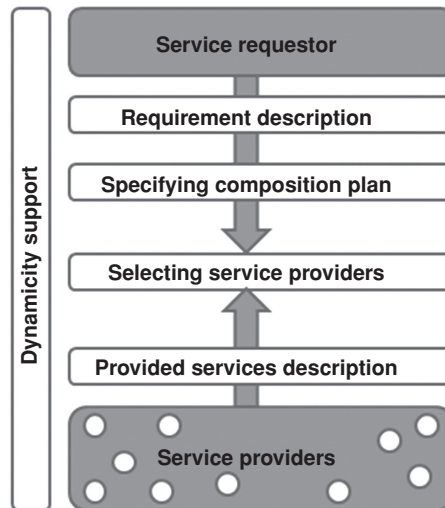 Service requestor
Requirement description
Specifying composition plan
Selecting service providers
Provided services description
Service providers
Dynamicity support